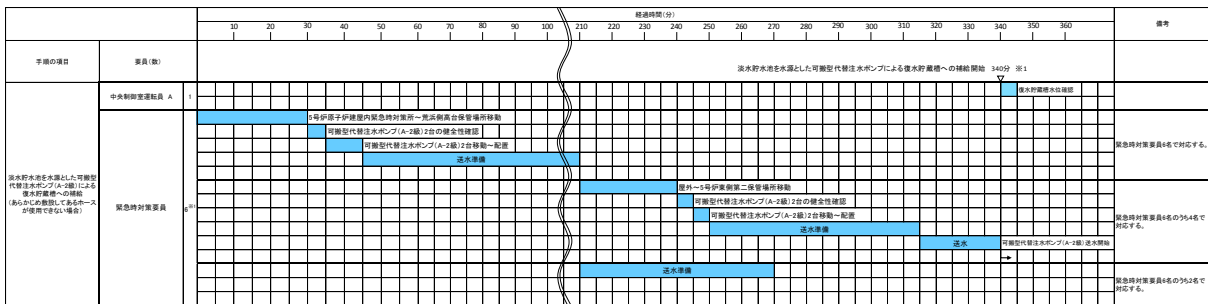 経過時間(分)
備考
10 20 30 40 50 60 70 80 90 100 210 220 230 240 250 260 270 280 290 300 310 320 330 340 350 360
手順の項目
要員(数)
淡水貯水池を水源とした可搬型代替注水ポンプによる復水貯蔵槽への補給開始 340分 ※1
▽
中央制御室運転員 A
1
復水貯蔵槽水位確認
淡水貯水池を水源とした可搬型
代替注水ポンプ(A-2級)による
復水貯蔵槽への補給
(あらかじめ敷設してあるホース
が使用できない場合)
緊急時対策要員
6※1
5号炉原子炉建屋内緊急時対策所～荒浜側高台保管場所移動
可搬型代替注水ポンプ(A-2級)2台の健全性確認
可搬型代替注水ポンプ(A-2級)2台移動～配置
送水準備
緊急時対策要員6名で対応する。
屋外～5号炉東側第二保管場所移動
可搬型代替注水ポンプ(A-2級)2台の健全性確認
可搬型代替注水ポンプ(A-2級)2台移動～配置
送水準備
送水
可搬型代替注水ポンプ(A-2級)送水開始
緊急時対策要員6名のうち4名で
対応する。
送水準備
緊急時対策要員6名のうち2名で
対応する。